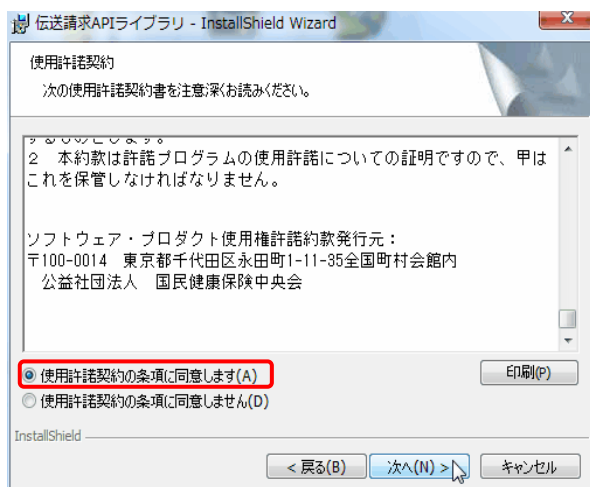 伝送請求APIライブラリ - InstallShield Wizard
使用許諾契約
次の使用許諾契約書を注意深くお読みください。
するものとします。
2 本約款は許諾プログラムの使用許諾についての証明ですので、甲は
これを保管しなければなりません。
ソフトウェア・プロダクト使用権許諾約款発行元：
〒100-0014 東京都千代田区永田町1-11-35全国町村会館内
公益社団法人 国民健康保険中央会
使用許諾契約の条項に同意します(A)
印刷(P)
使用許諾契約の条項に同意しません(D)
InstallShield
< 戻る(B)
次へ(N) >
キャンセル